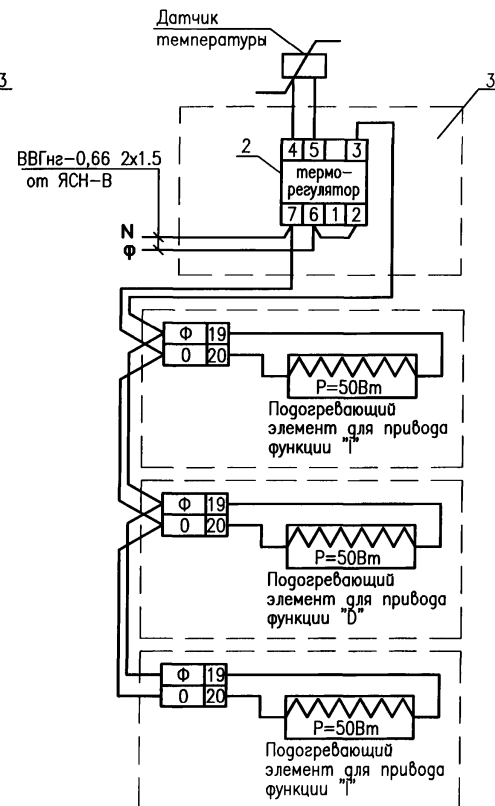 Датчик
температуры
3
3
2
ВВГнг-0,66 2х1.5
от ЯСН-В
4 5 3
термо-
регулятор
7 6 1 2
N
φ
Ф 19
0 20
Р=50Вт
Подогревающий
элемент для привода
функции "I"
Ф 19
0 20
Р=50Вт
Подогревающий
элемент для привода
функции "D"
Ф 19
0 20
Р=50Вт
Подогревающий
элемент для привода
функции "I"